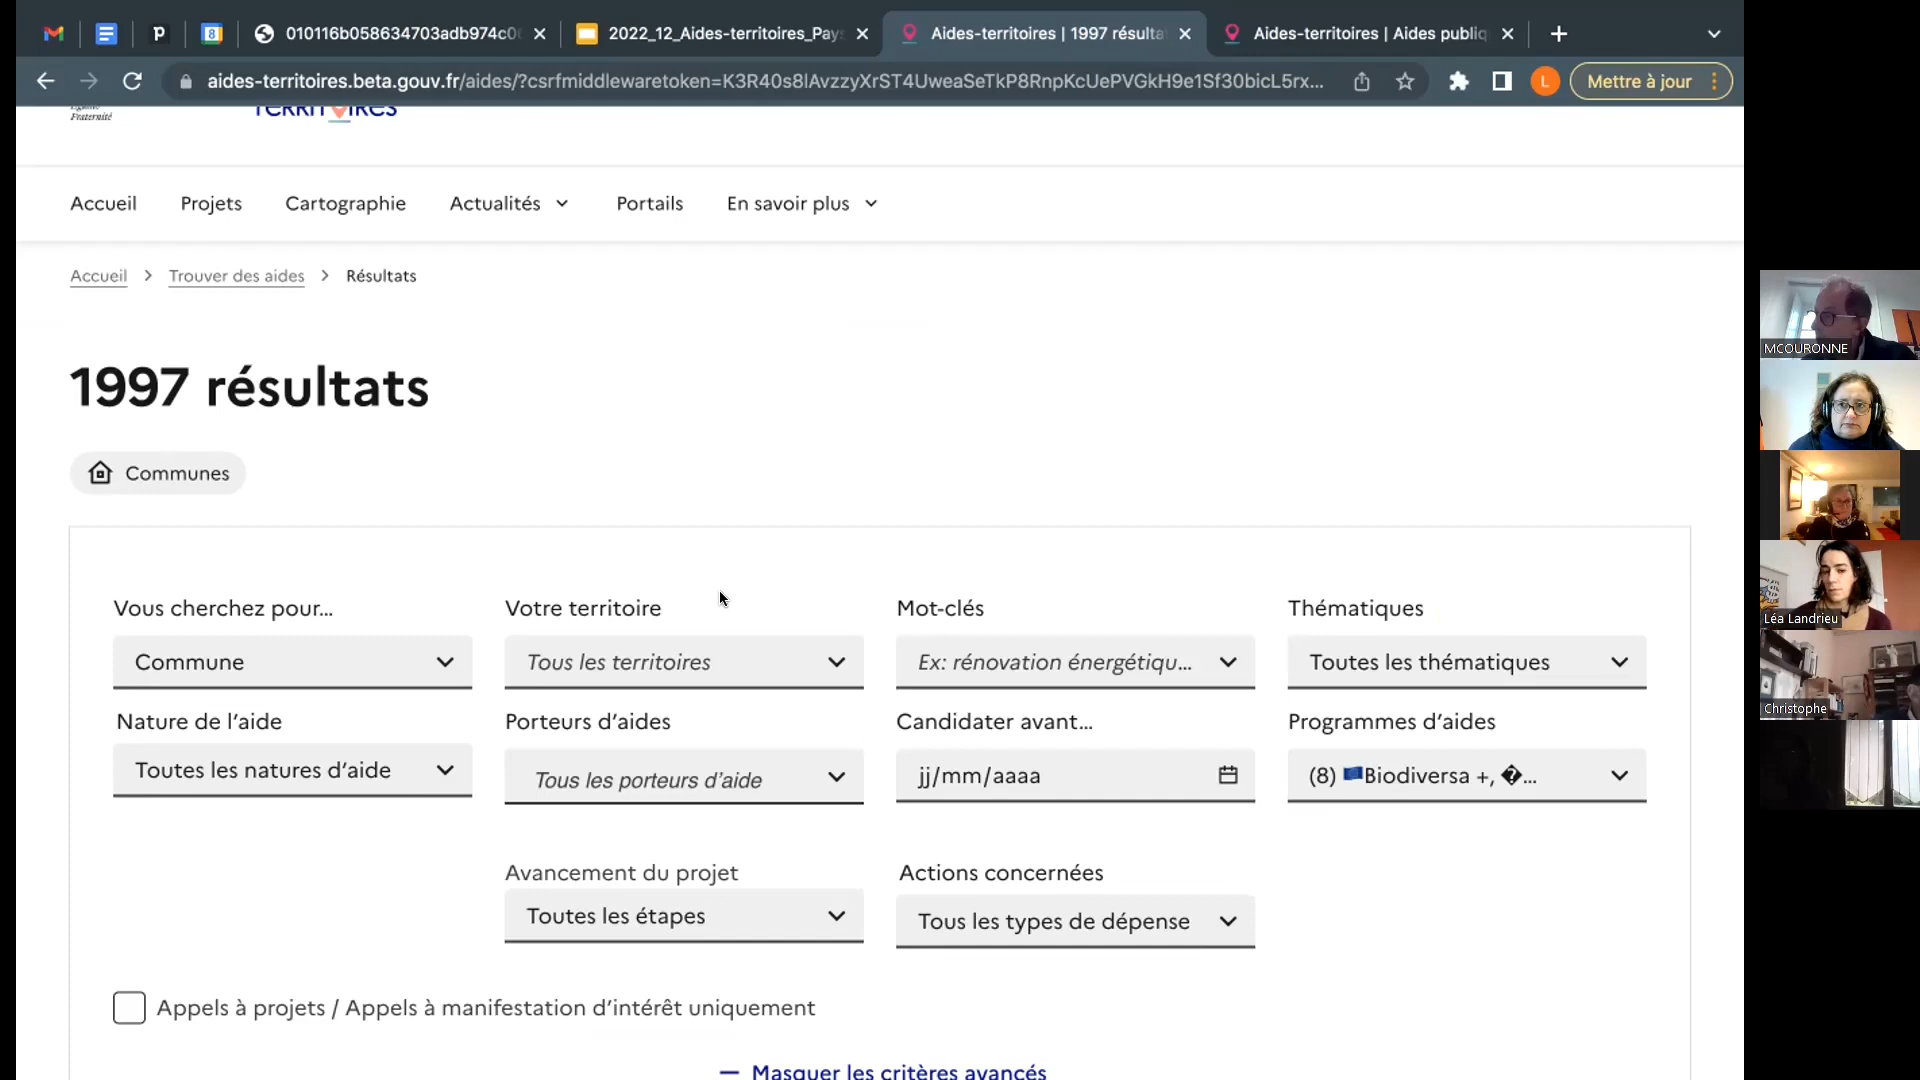 010116b058634703adb974c0
2022_12_Aides-territoires_Pay
Aides-territoires | 1997 résulta
Aides-territoires | Aides publiq
aides-territoires.beta.gouv.fr/aides/?csrfmiddlewaretoken=K3R40s8lAvzzyXrST4UweaSeTkP8RnpKcUePVGkH9e1Sf30bicL5rx...
L
Mettre à jour
Fraternité
TERRITOIRES
Accueil
Projets
Cartographie
Actualités
Portails
En savoir plus
Accueil > Trouver des aides > Résultats
1997 résultats
Communes
Vous cherchez pour...
Votre territoire
Mot-clés
Thématiques
Commune
Tous les territoires
Ex: rénovation énergétiqu...
Toutes les thématiques
Nature de l’aide
Porteurs d’aides
Candidater avant...
Programmes d’aides
Toutes les natures d’aide
Tous les porteurs d’aide
jj/mm/aaaa
(8) Biodiversa +, �...
Avancement du projet
Actions concernées
Toutes les étapes
Tous les types de dépense
Appels à projets / Appels à manifestation d’intérêt uniquement
— Masquer les critères avancés
MCOURONNE
Léa Landrieu
Christophe